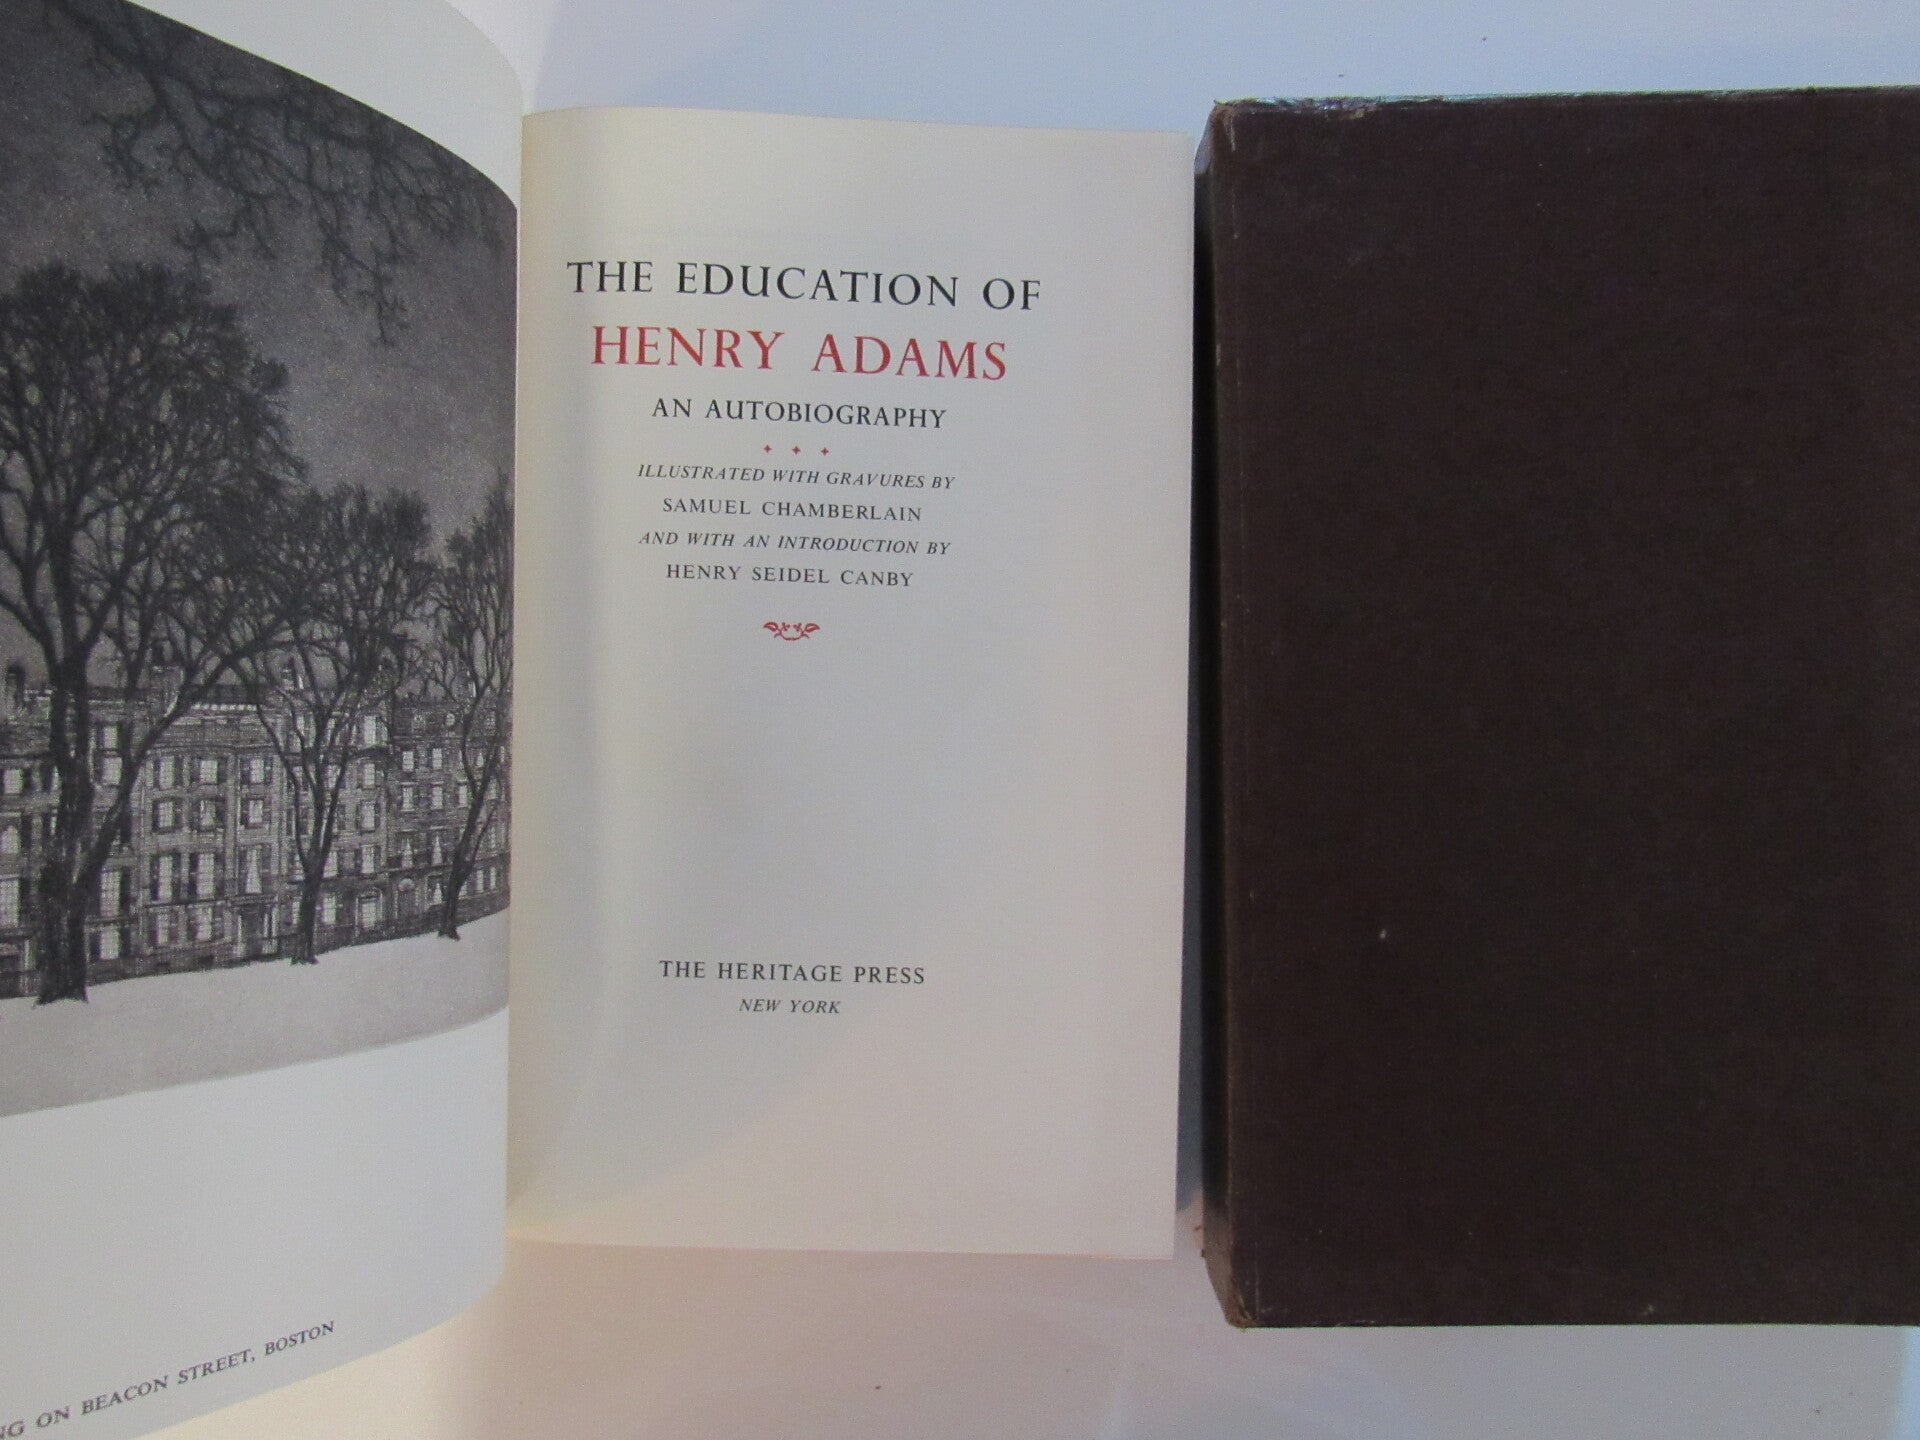 ON BEACON STREET, BOSTON
THE EDUCATION OF
HENRY ADAMS
AN AUTOBIOGRAPHY
ILLUSTRATED WITH GRAVURES BY
SAMUEL CHAMBERLAIN
AND WITH AN INTRODUCTION BY
HENRY SEIDEL CANBY
THE HERITAGE PRESS
NEW YORK